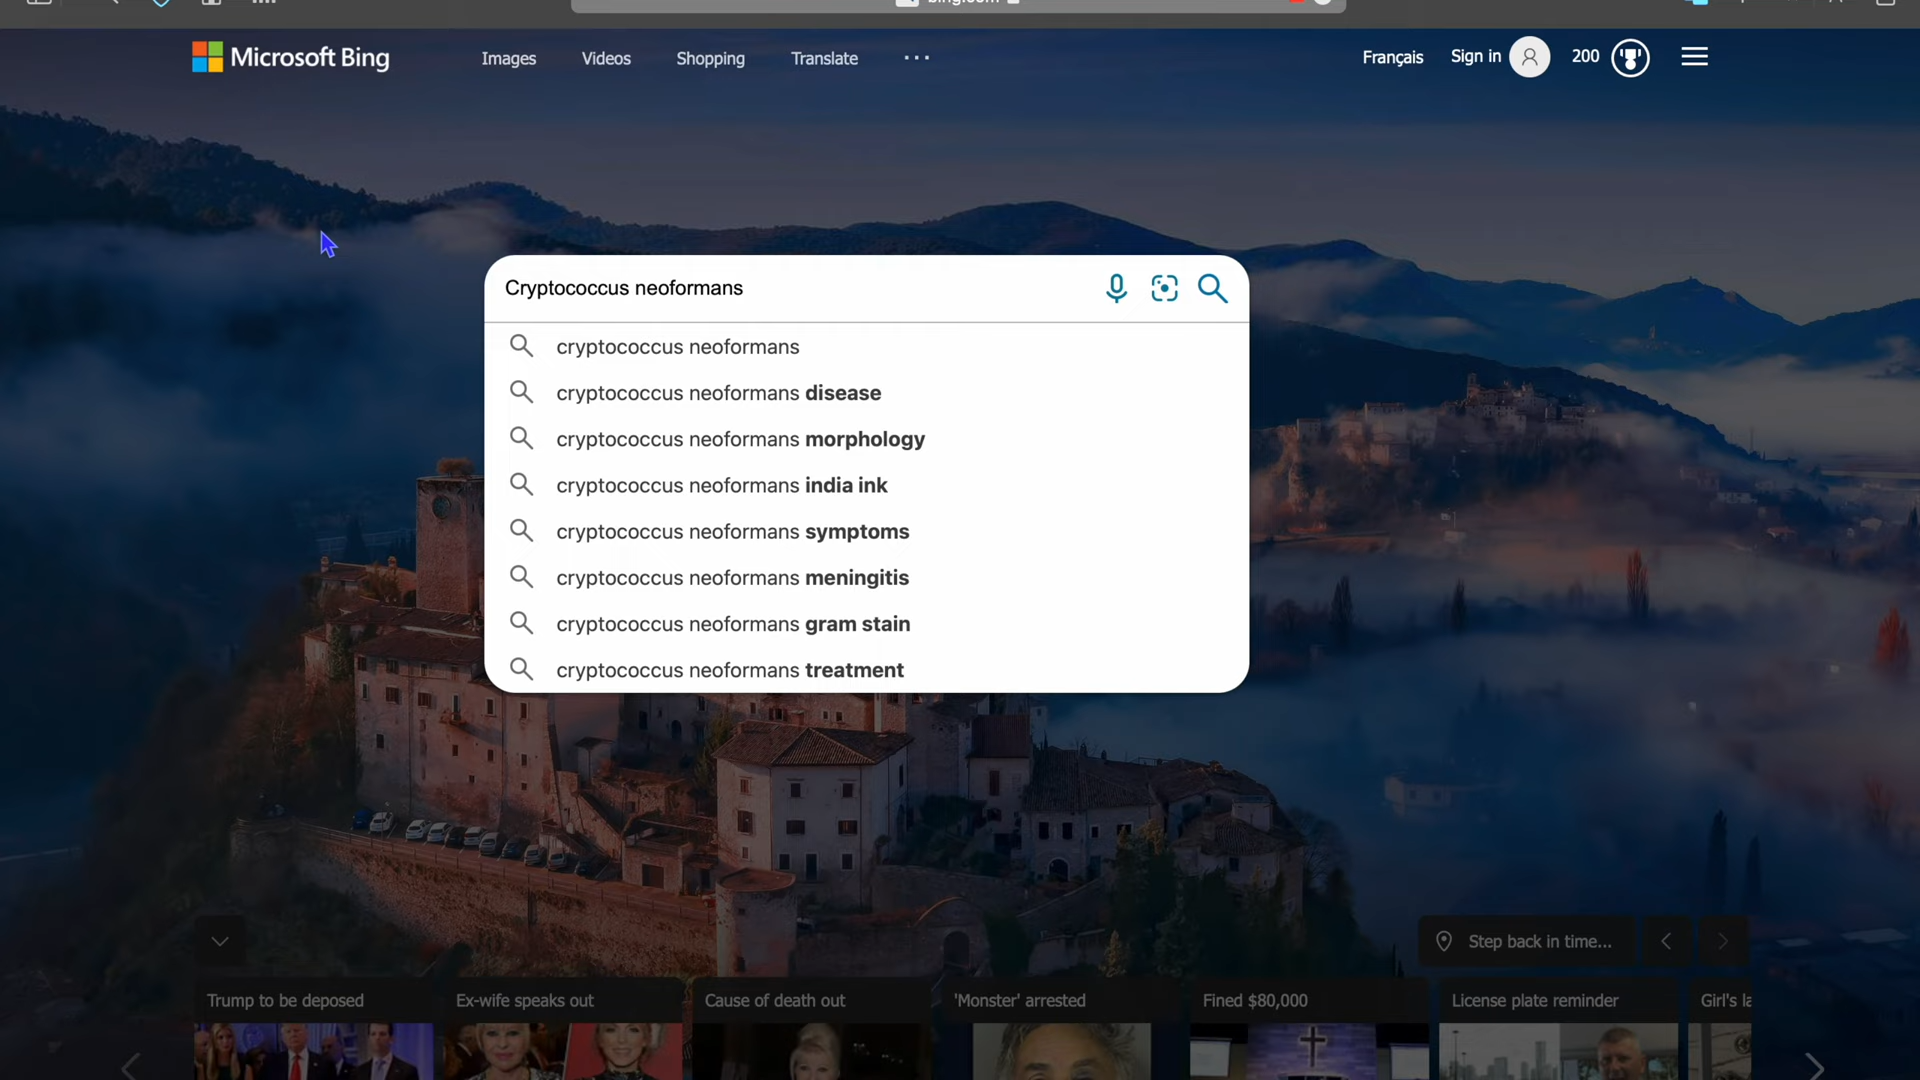 Microsoft Bing
Images
Videos
Shopping
Translate
Français
Sign in
200
Cryptococcus neoformans
cryptococcus neoformans
cryptococcus neoformans disease
cryptococcus neoformans morphology
cryptococcus neoformans india ink
cryptococcus neoformans symptoms
cryptococcus neoformans meningitis
cryptococcus neoformans gram stain
cryptococcus neoformans treatment
Step back in time...
Trump to be deposed
Ex-wife speaks out
Cause of death out
'Monster' arrested
Fined $80,000
License plate reminder
Girl's